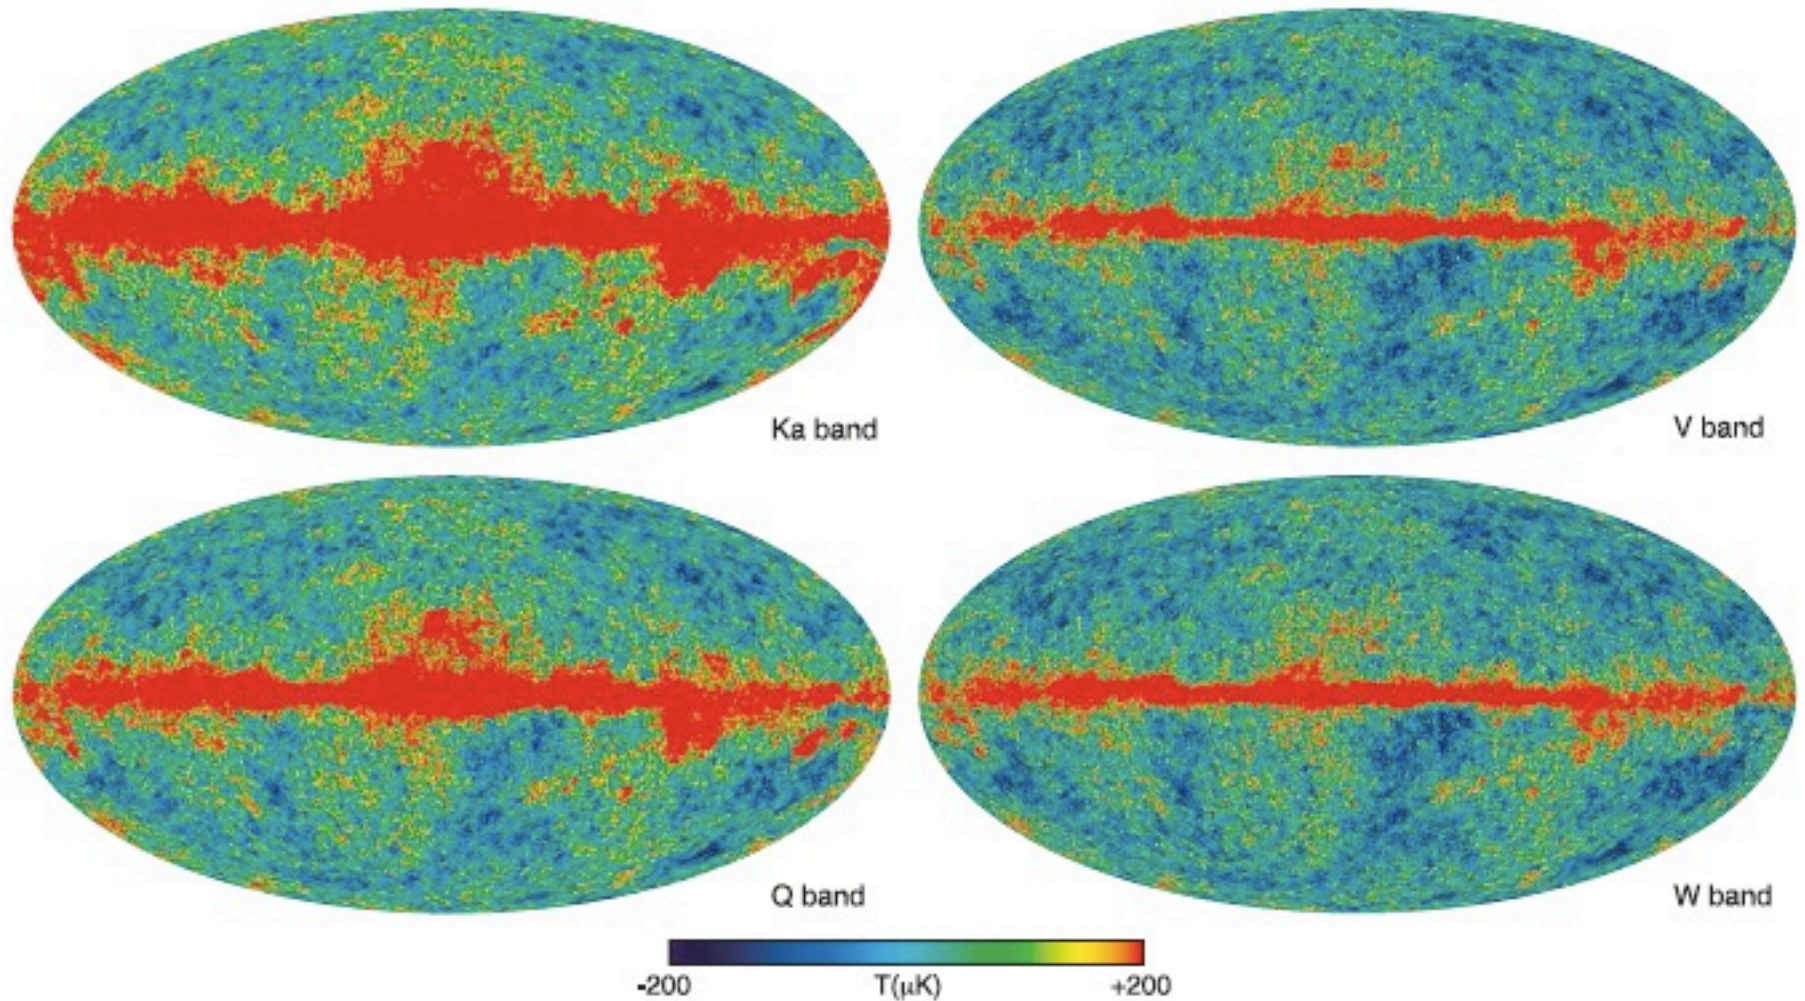 Ka band
V band
Q band
W band
-200 T(μK) +200